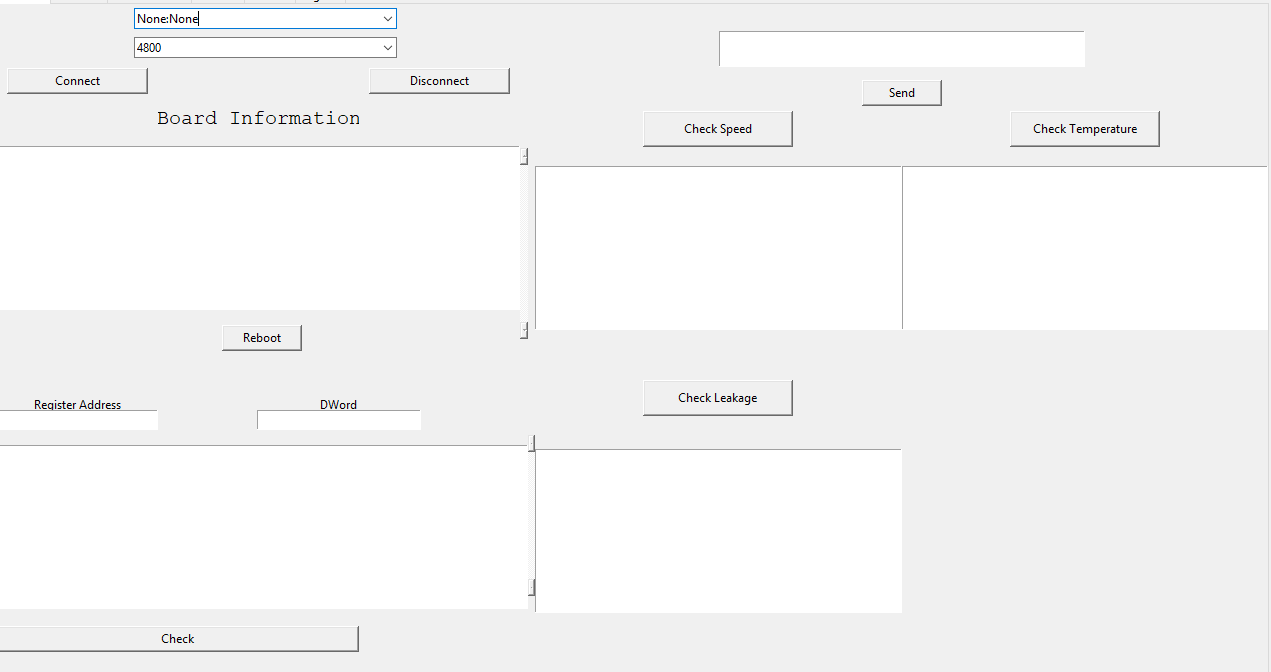 None:None
4800
Connect
Disconnect
Send
Board Information
Check Speed
Check Temperature
Reboot
Check Leakage
Register Address
DWord
Check